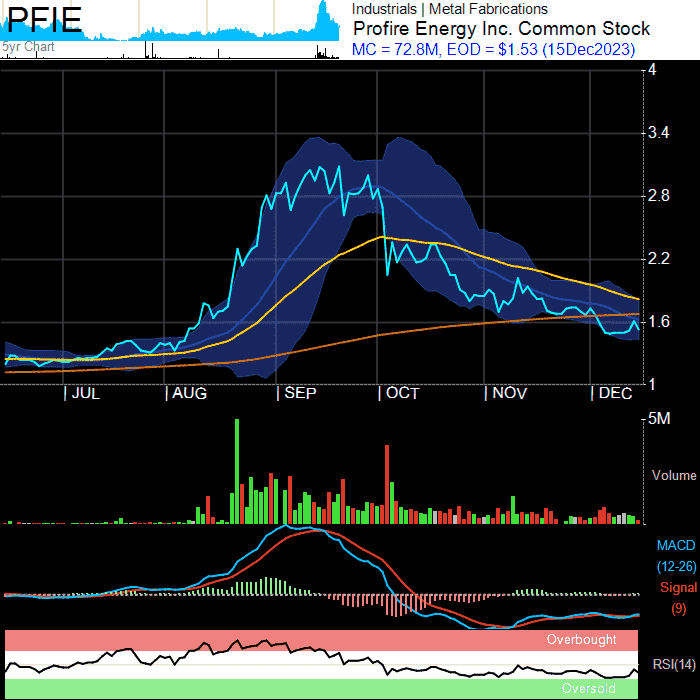 PFIE
5yr Chart
Industrials | Metal Fabrications
Profire Energy Inc. Common Stock
MC = 72.8M, EOD = $1.53 (15Dec2023)
4
3.4
2.8
2.2
1.6
1
| JUL | AUG | SEP | OCT | NOV | DEC
5M
Volume
MACD
(12-26)
Signal
(9)
Overbought
RSI(14)
Oversold